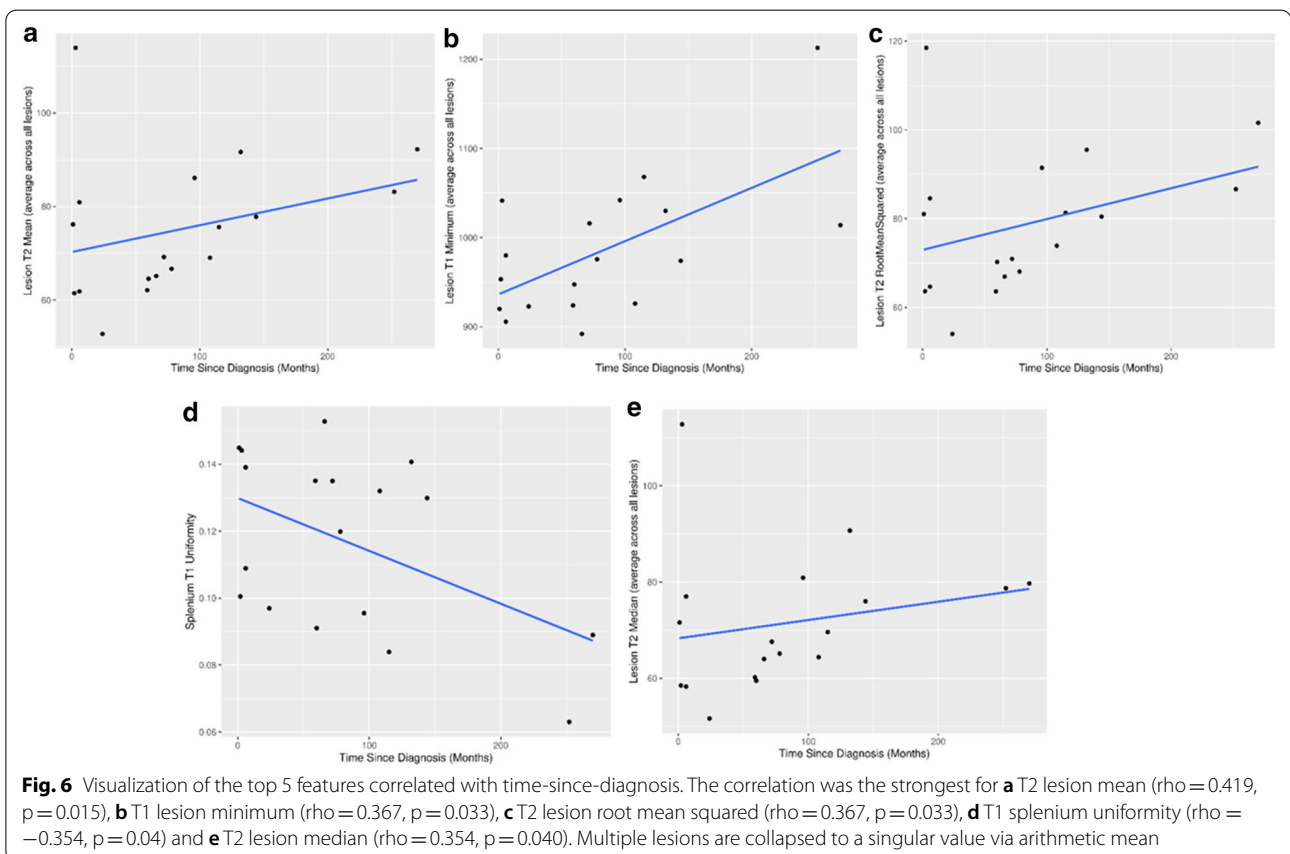 a
Lesion T2 Mean (average across all lesions)
100
80
60
0
100
200
Time Since Diagnosis (Months)
b
Lesion T1 Minimum (average across all lesions)
1200
1100
1000
900
0
100
200
Time Since Diagnosis (Months)
c
Lesion T2 RootMeanSquared (average across all lesions)
120
100
80
60
0
100
200
Time Since Diagnosis (Months)
d
Splenium T1 Uniformity
0.14
0.12
0.10
0.08
0.06
0
100
200
Time Since Diagnosis (Months)
e
Lesion T2 Median (average across all lesions)
100
80
60
0
100
200
Time Since Diagnosis (Months)
Fig. 6 Visualization of the top 5 features correlated with time-since-diagnosis. The correlation was the strongest for a T2 lesion mean (rho = 0.419,
p = 0.015), b T1 lesion minimum (rho = 0.367, p = 0.033), c T2 lesion root mean squared (rho = 0.367, p = 0.033), d T1 splenium uniformity (rho =
−0.354, p = 0.04) and e T2 lesion median (rho = 0.354, p = 0.040). Multiple lesions are collapsed to a singular value via arithmetic mean